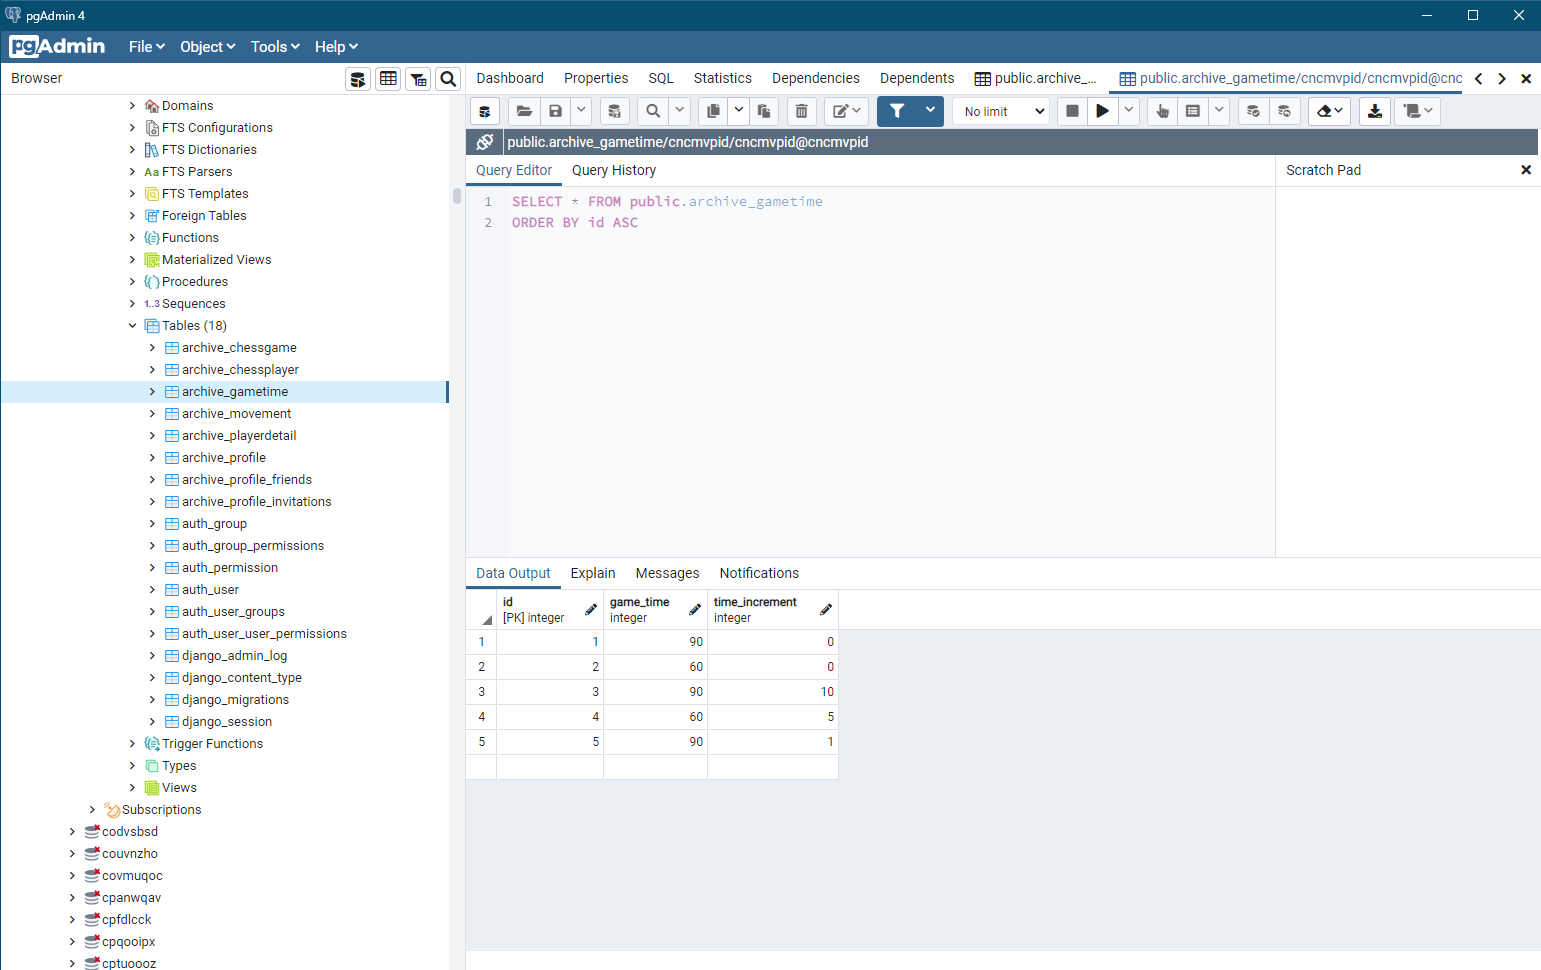 pgAdmin 4
pgAdmin File Object Tools Help
Browser
Dashboard Properties SQL Statistics Dependencies Dependents public.archive_... public.archive_gametime/cncmvpid/cncmvpid@cnc
No limit
public.archive_gametime/cncmvpid/cncmvpid@cncmvpid
Query Editor Query History
Scratch Pad
1 SELECT * FROM public.archive_gametime
2 ORDER BY id ASC
Domains
FTS Configurations
FTS Dictionaries
Aa FTS Parsers
FTS Templates
Foreign Tables
Functions
Materialized Views
Procedures
1..3 Sequences
Tables (18)
archive_chessgame
archive_chessplayer
archive_gametime
archive_movement
archive_playerdetail
archive_profile
archive_profile_friends
archive_profile_invitations
auth_group
auth_group_permissions
auth_permission
auth_user
auth_user_groups
auth_user_user_permissions
django_admin_log
django_content_type
django_migrations
django_session
Trigger Functions
Types
Views
Subscriptions
codvsbsd
couvnzho
covmuqoc
cpanwqav
cpfdlcck
cpqooipx
cptuoooz
Data Output Explain Messages Notifications
id game_time time_increment
[PK] integer integer integer
1 1 90 0
2 2 60 0
3 3 90 10
4 4 60 5
5 5 90 1